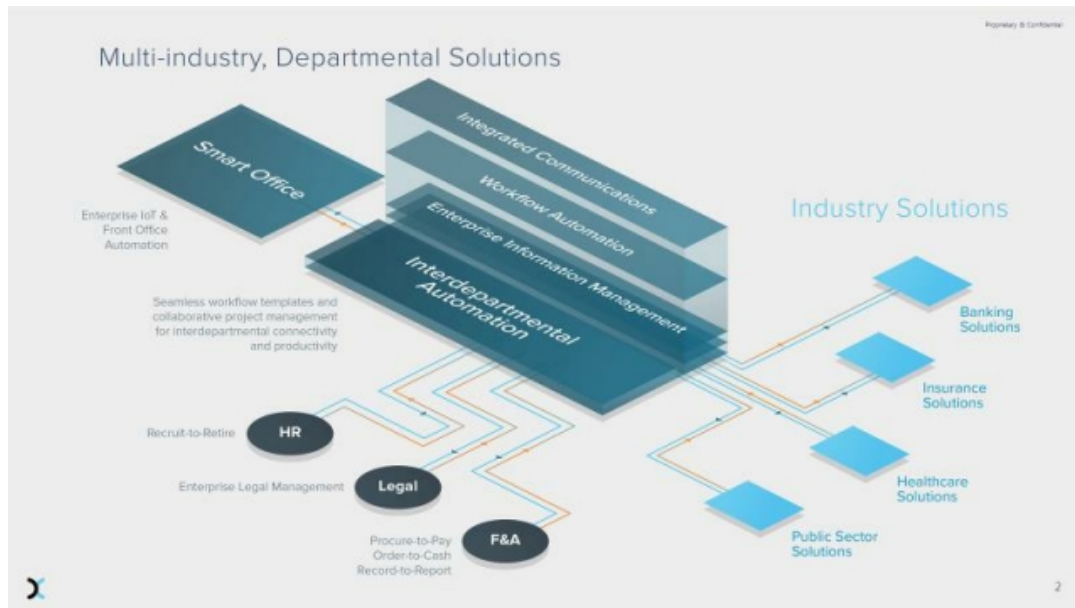 Proprietary & Confidential
Multi-industry, Departmental Solutions
Integrated Communications
Smart Office
Workflow Automation
Enterprise Information Management
Enterprise IoT &
Front Office
Automation
Industry Solutions
Interdepartmental
Automation
Seamless workflow templates and
collaborative project management
for interdepartmental connectivity
and productivity
Banking
Solutions
Insurance
Solutions
Recruit-to-Retire
HR
Healthcare
Solutions
Enterprise Legal Management
Legal
Public Sector
Solutions
Procure-to-Pay
Order-to-Cash
Record-to-Report
F&A
2